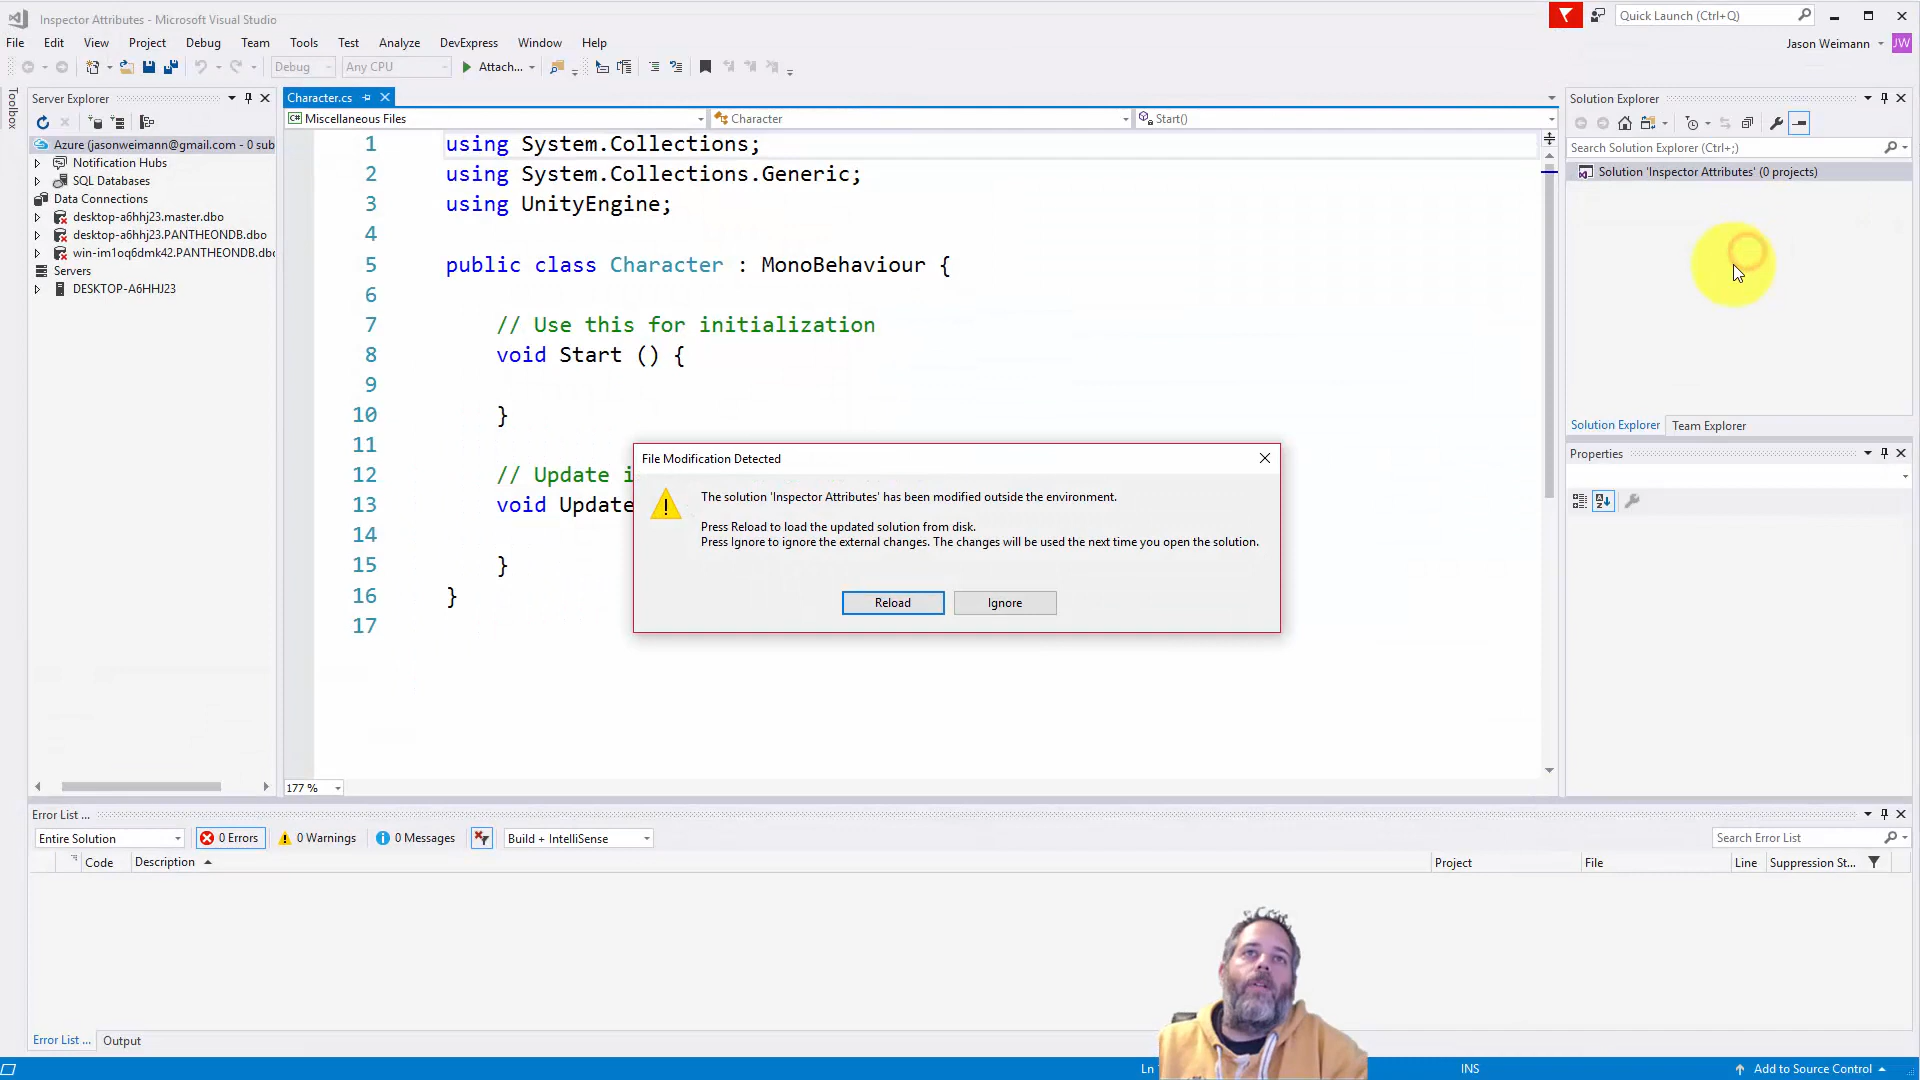 Inspector Attributes - Microsoft Visual Studio
Quick Launch (Ctrl+Q)
File Edit View Project Debug Team Tools Test Analyze DevExpress Window Help
Jason Weimann JW
Debug Any CPU Attach...
Toolbox
Server Explorer
Azure (jasonweimann@gmail.com - 0 sub
Notification Hubs
SQL Databases
Data Connections
desktop-a6hhj23.master.dbo
desktop-a6hhj23.PANTHEONDB.dbo
win-im1oq6dmk42.PANTHEONDB.dbo
Servers
DESKTOP-A6HHJ23
Character.cs
Miscellaneous Files Character Start()
1 using System.Collections;
2 using System.Collections.Generic;
3 using UnityEngine;
4
5 public class Character : MonoBehaviour {
6
7 // Use this for initialization
8 void Start () {
9
10 }
11
12 // Update i
13 void Update
14
15 }
16 }
17
177 %
File Modification Detected
The solution 'Inspector Attributes' has been modified outside the environment.
Press Reload to load the updated solution from disk.
Press Ignore to ignore the external changes. The changes will be used the next time you open the solution.
Reload Ignore
Solution Explorer
Search Solution Explorer (Ctrl+;)
Solution 'Inspector Attributes' (0 projects)
Solution Explorer Team Explorer
Properties
Error List ...
Entire Solution 0 Errors 0 Warnings 0 Messages Build + IntelliSense Search Error List
Code Description Project File Line Suppression St...
Error List ... Output
Ln INS Add to Source Control